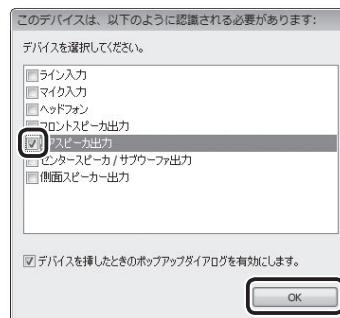 このデバイスは、以下のように認識される必要があります:
デバイスを選択してください。
ライン入力
マイク入力
ヘッドフォン
フロントスピーカ出力
アスピーカ出力
センタースピーカ / サブウーファ出力
側面スピーカー出力
デバイスを挿したときのポップアップダイアログを有効にします。
OK